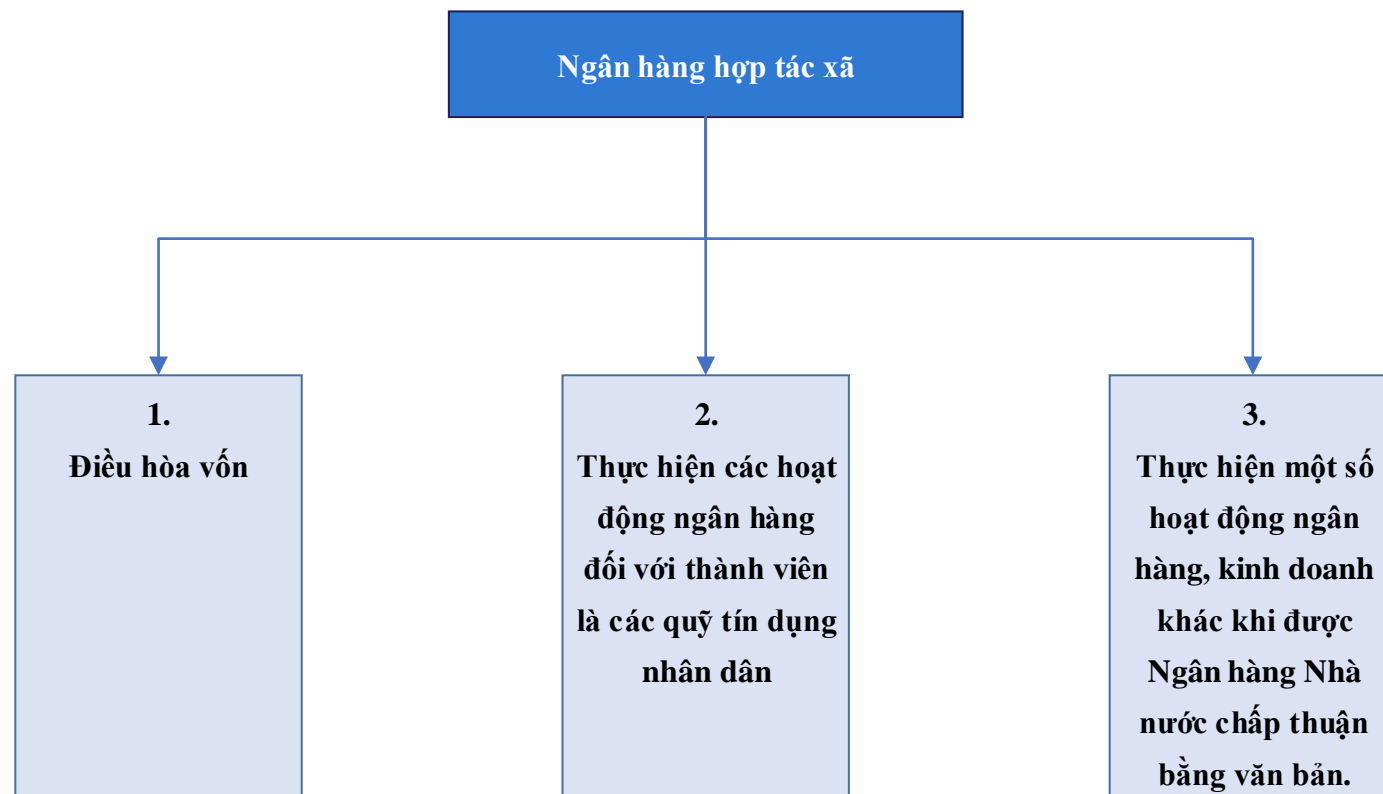 Ngân hàng hợp tác xã
1.
Điều hòa vốn
2.
Thực hiện các hoạt
động ngân hàng
đối với thành viên
là các quỹ tín dụng
nhân dân
3.
Thực hiện một số
hoạt động ngân
hàng, kinh doanh
khác khi được
Ngân hàng Nhà
nước chấp thuận
bằng văn bản.